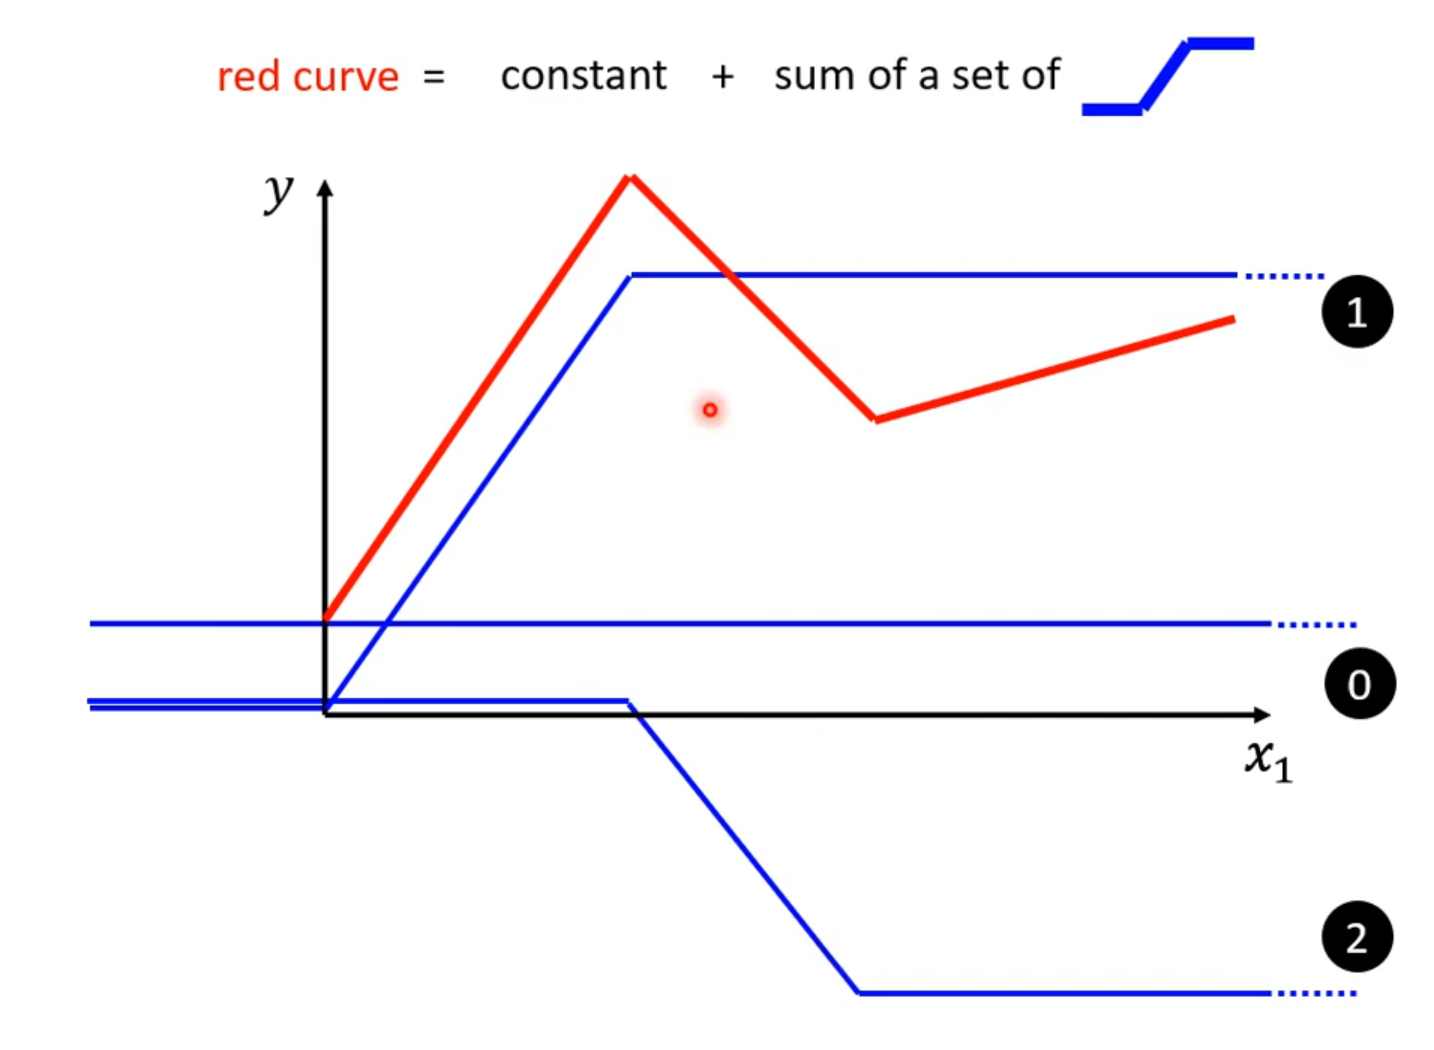 red curve = constant + sum of a set of
y
1
0
x₁
2